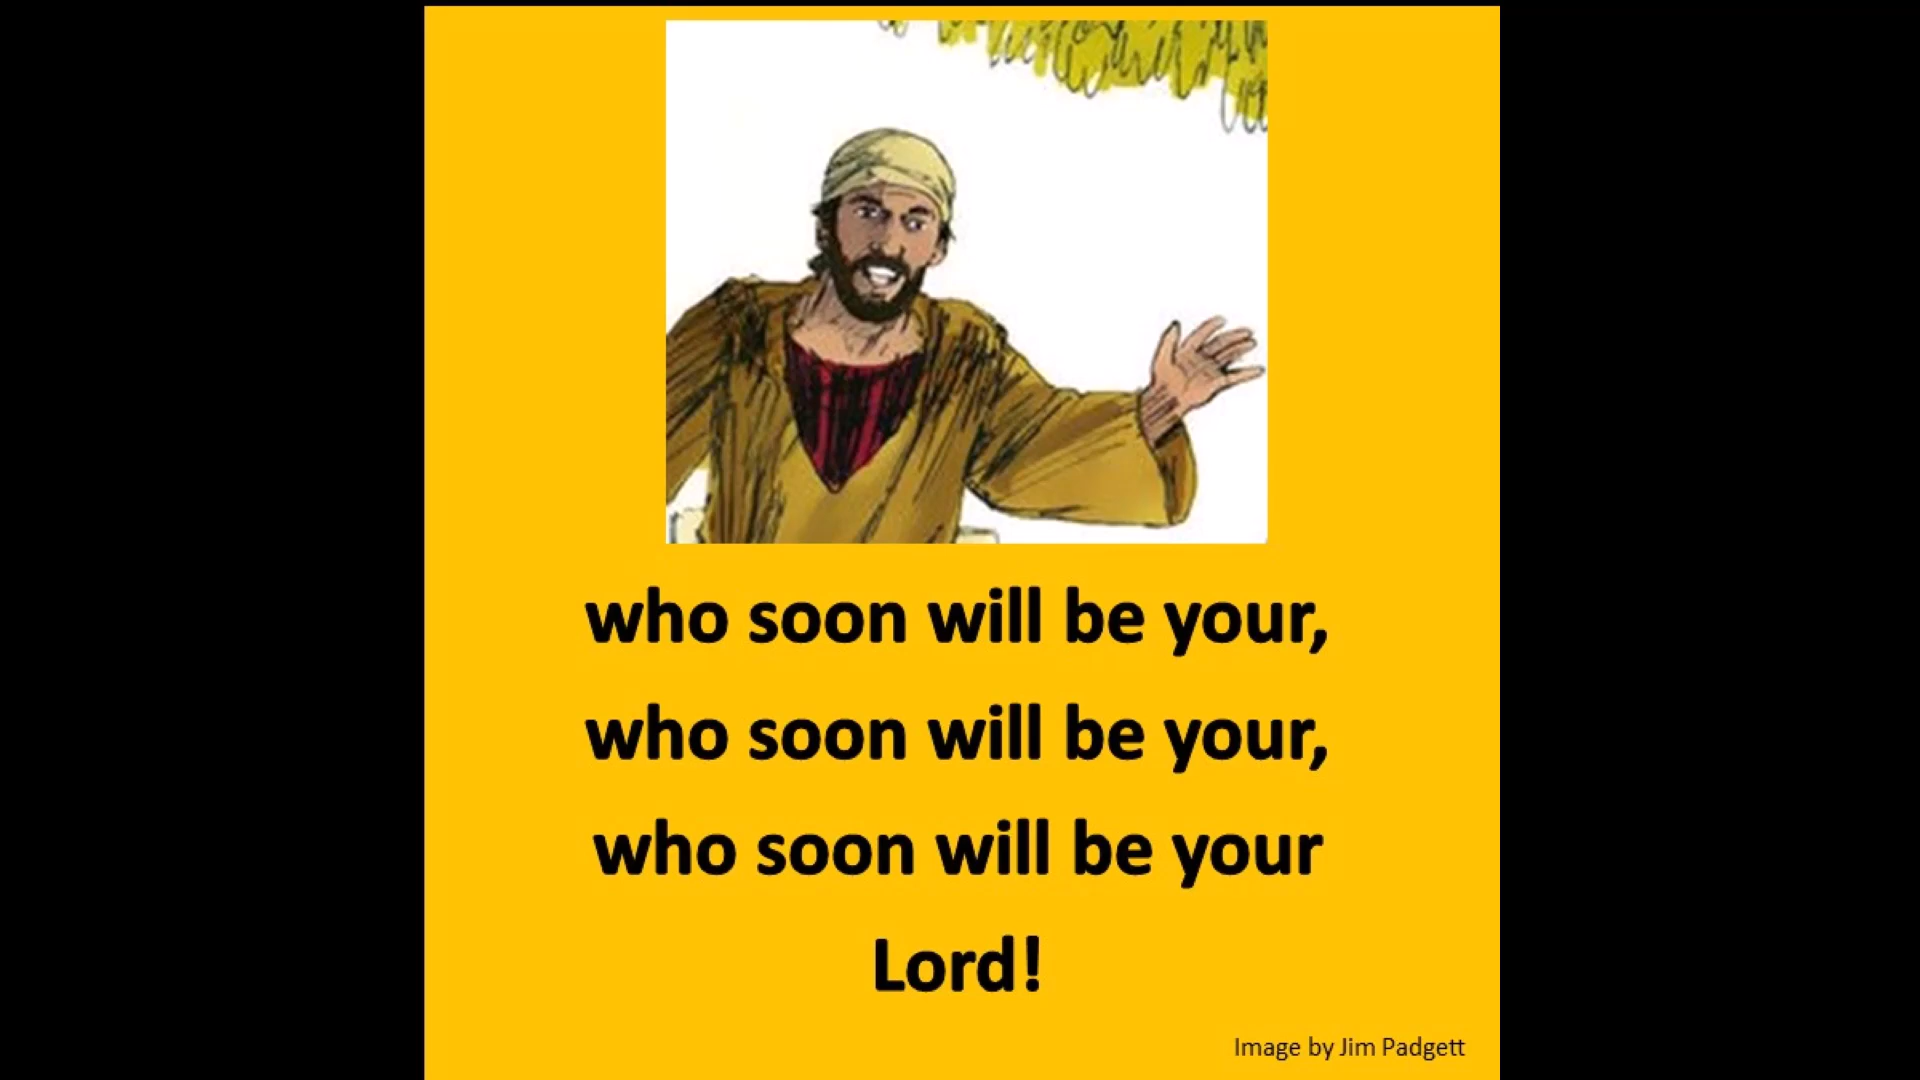 who soon will be your,
who soon will be your,
who soon will be your
Lord!
Image by Jim Padgett